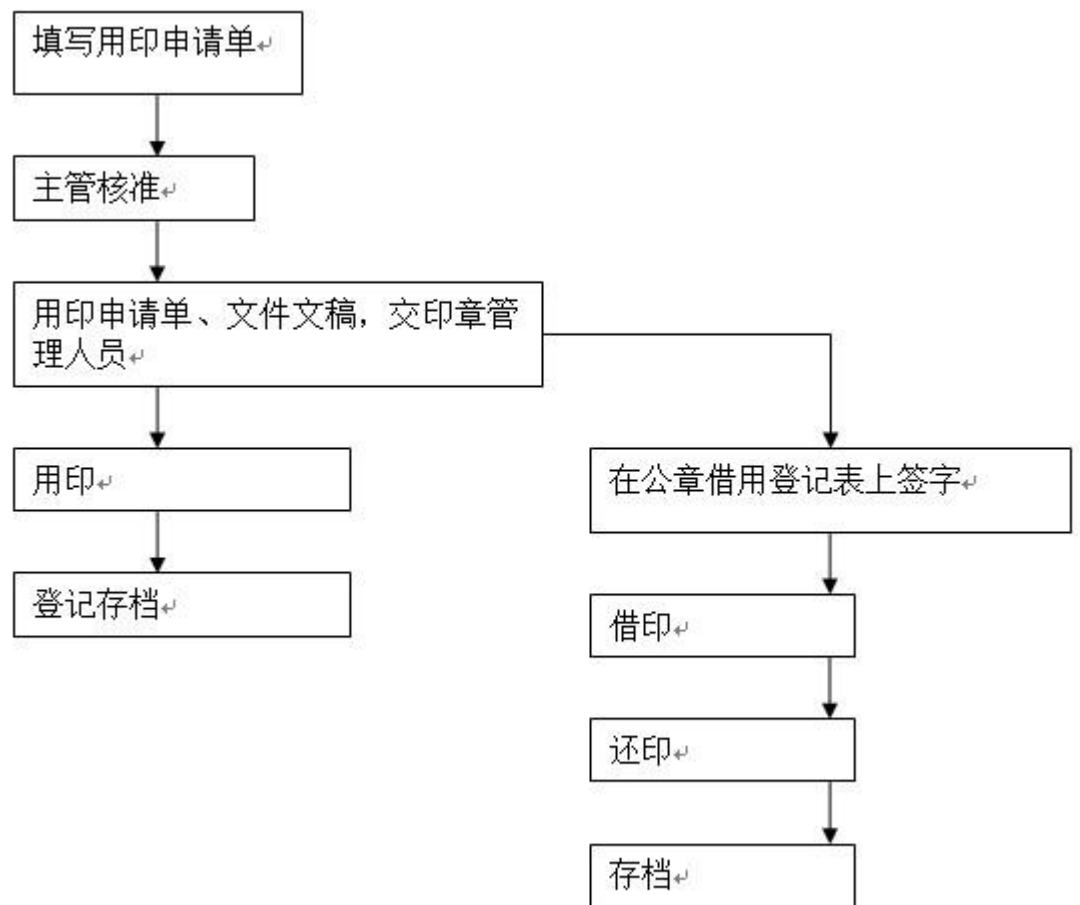 填写用印申请单
主管核准
用印申请单、文件文稿，交印章管
理人员
用印
在公章借用登记表上签字
登记存档
借印
还印
存档